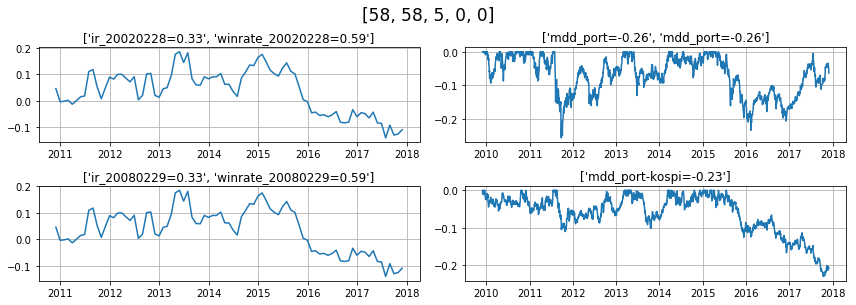 [58, 58, 5, 0, 0]
['ir_20020228=0.33', 'winrate_20020228=0.59']
0.2
0.1
0.0
−0.1
2011 2012 2013 2014 2015 2016 2017 2018
['mdd_port=-0.26', 'mdd_port=-0.26']
0.0
−0.1
−0.2
2010 2011 2012 2013 2014 2015 2016 2017 2018
['ir_20080229=0.33', 'winrate_20080229=0.59']
0.2
0.1
0.0
−0.1
2011 2012 2013 2014 2015 2016 2017 2018
['mdd_port-kospi=-0.23']
0.0
−0.1
−0.2
2010 2011 2012 2013 2014 2015 2016 2017 2018